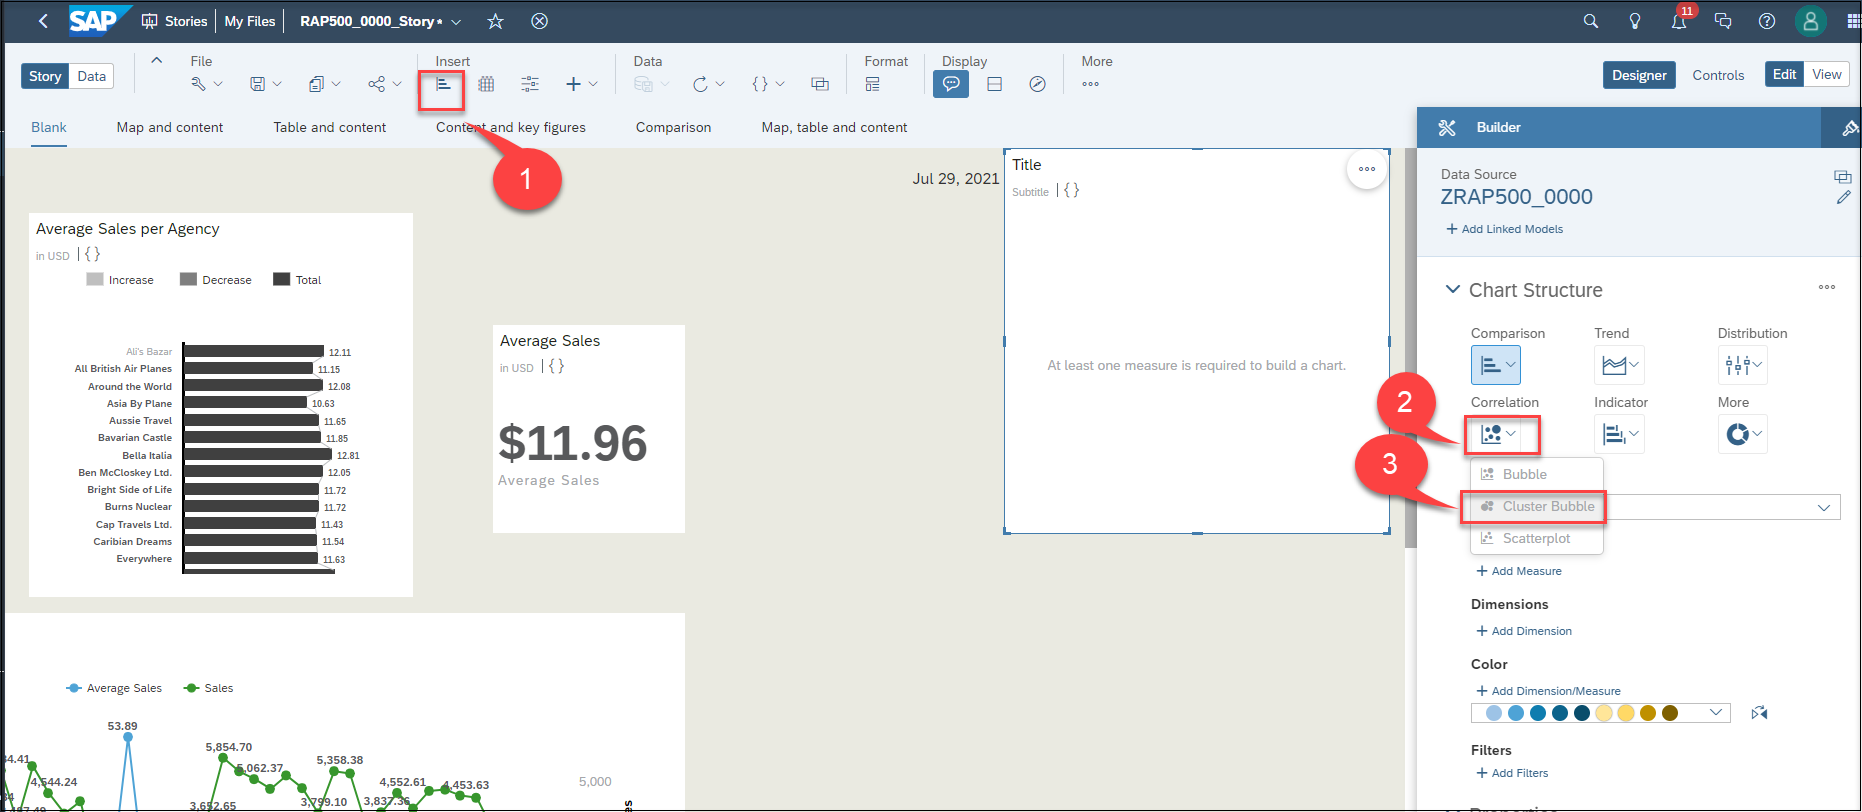 SAP Stories My Files RAP500_0000_Story* 11
Story Data
File Insert Data Format Display More
Designer Controls Edit View
Blank Map and content Table and content Content and key figures Comparison Map, table and content
1
Builder
Data Source
ZRAP500_0000
+ Add Linked Models
Jul 29, 2021
Title
Subtitle | { }
At least one measure is required to build a chart.
Average Sales per Agency
in USD | { }
Increase Decrease Total
Ali's Bazar 12.11
All British Air Planes 11.15
Around the World 12.08
Asia By Plane 10.63
Aussie Travel 11.65
Bavarian Castle 11.85
Bella Italia 12.81
Ben McCloskey Ltd. 12.05
Bright Side of Life 11.72
Burns Nuclear 11.72
Cap Travels Ltd. 11.43
Caribian Dreams 11.54
Everywhere 11.63
Average Sales
in USD | { }
$11.96
Average Sales
Chart Structure
Comparison Trend Distribution
2
Correlation Indicator More
3
Bubble
Cluster Bubble
Scatterplot
+ Add Measure
Dimensions
+ Add Dimension
Color
+ Add Dimension/Measure
Filters
+ Add Filters
Average Sales Sales
53.89
5,854.70
5,062.37
5,358.38
34.41
4,544.24
4,552.61
4,453.63
5,000
3,652.65
3,799.10
3,837.36